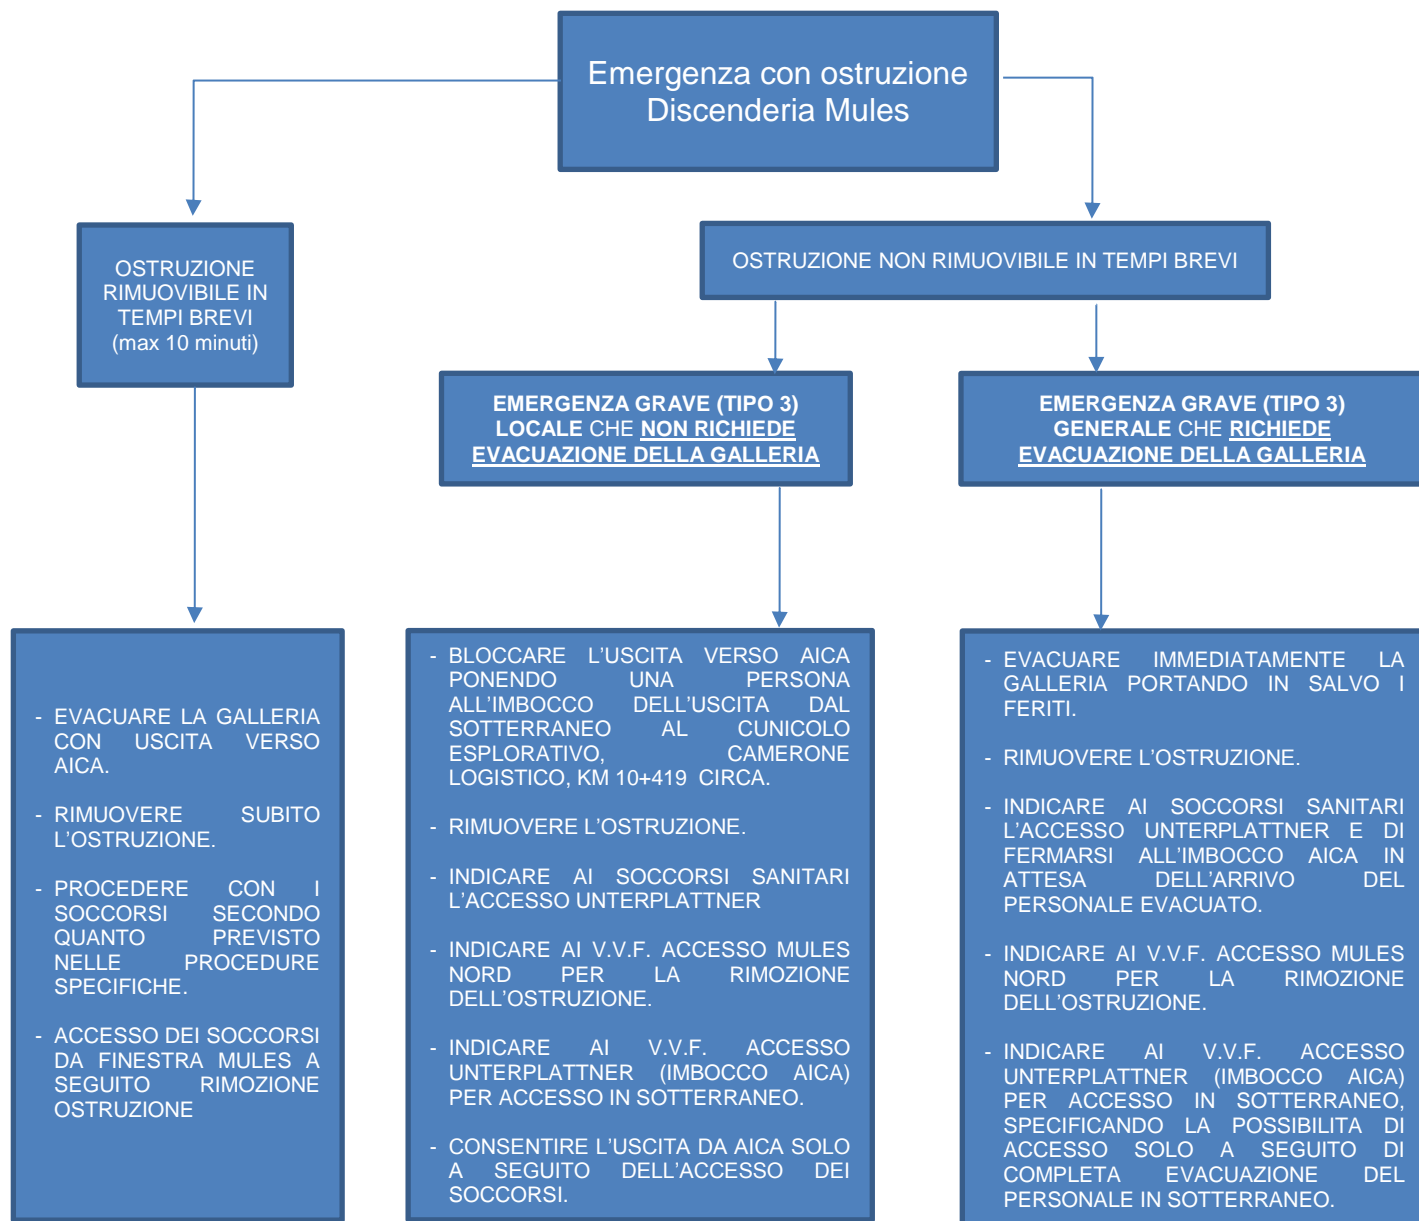 Emergenza con ostruzione
Discenderia Mules
OSTRUZIONE
RIMUOVIBILE IN
TEMPI BREVI
(max 10 minuti)
OSTRUZIONE NON RIMUOVIBILE IN TEMPI BREVI
EMERGENZA GRAVE (TIPO 3)
LOCALE CHE NON RICHIEDE
EVACUAZIONE DELLA GALLERIA
EMERGENZA GRAVE (TIPO 3)
GENERALE CHE RICHIEDE
EVACUAZIONE DELLA GALLERIA
- EVACUARE LA GALLERIA
CON USCITA VERSO
AICA.
- RIMUOVERE SUBITO
L'OSTRUZIONE.
- PROCEDERE CON I
SOCCORSI SECONDO
QUANTO PREVISTO
NELLE PROCEDURE
SPECIFICHE.
- ACCESSO DEI SOCCORSI
DA FINESTRA MULES A
SEGUITO RIMOZIONE
OSTRUZIONE
- BLOCCARE L'USCITA VERSO AICA
PONENDO UNA PERSONA
ALL'IMBOCCO DELL'USCITA DAL
SOTTERRANEO AL CUNICOLO
ESPLORATIVO, CAMERONE
LOGISTICO, KM 10+419 CIRCA.
- RIMUOVERE L'OSTRUZIONE.
- INDICARE AI SOCCORSI SANITARI
L'ACCESSO UNTERPLATTNER
- INDICARE AI V.V.F. ACCESSO MULES
NORD PER LA RIMOZIONE
DELL'OSTRUZIONE.
- INDICARE AI V.V.F. ACCESSO
UNTERPLATTNER (IMBOCCO AICA)
PER ACCESSO IN SOTTERRANEO.
- CONSENTIRE L'USCITA DA AICA SOLO
A SEGUITO DELL'ACCESSO DEI
SOCCORSI.
- EVACUARE IMMEDIATAMENTE LA
GALLERIA PORTANDO IN SALVO I
FERITI.
- RIMUOVERE L'OSTRUZIONE.
- INDICARE AI SOCCORSI SANITARI
L'ACCESSO UNTERPLATTNER E DI
FERMARSI ALL'IMBOCCO AICA IN
ATTESA DELL'ARRIVO DEL
PERSONALE EVACUATO.
- INDICARE AI V.V.F. ACCESSO MULES
NORD PER LA RIMOZIONE
DELL'OSTRUZIONE.
- INDICARE AI V.V.F. ACCESSO
UNTERPLATTNER (IMBOCCO AICA)
PER ACCESSO IN SOTTERRANEO,
SPECIFICANDO LA POSSIBILITA DI
ACCESSO SOLO A SEGUITO DI
COMPLETA EVACUAZIONE DEL
PERSONALE IN SOTTERRANEO.